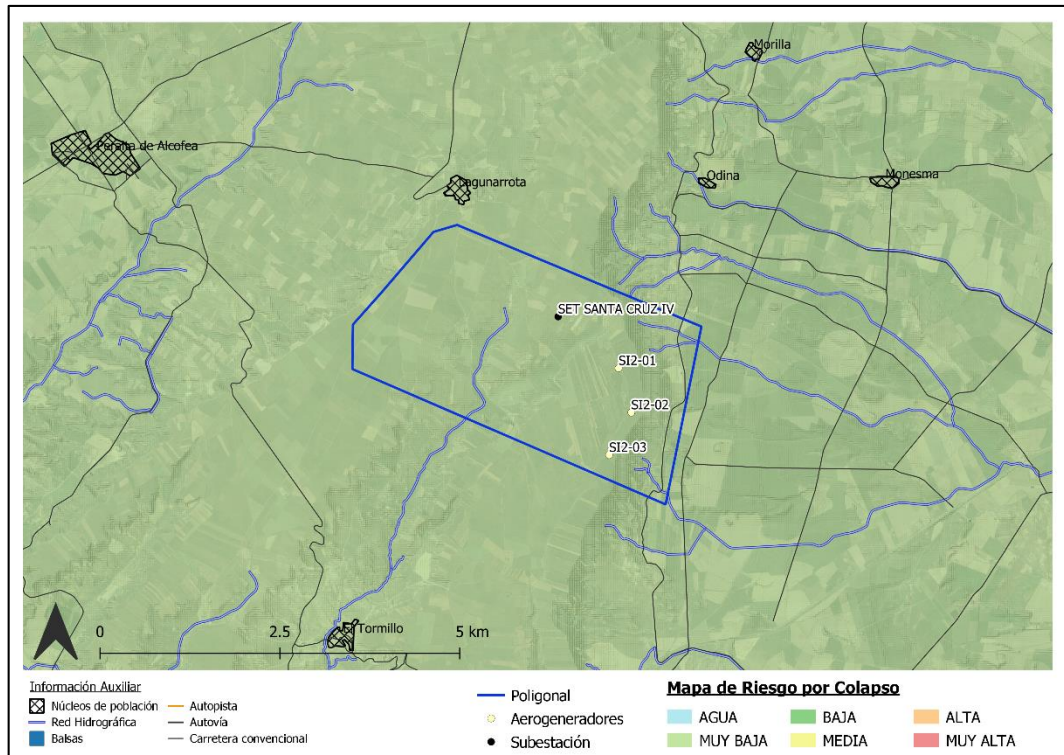 Morilla
Peralta de Alcofea
Lagunarrota
Odina
Monesma
SET SANTA CRUZ IV
SI2-01
SI2-02
SI2-03
El Tormillo
0 2.5 5 km
Información Auxiliar
Núcleos de población
Red Hidrográfica
Balsas
Autopista
Autovía
Carretera convencional
Poligonal
Aerogeneradores
Subestación
Mapa de Riesgo por Colapso
AGUA
MUY BAJA
BAJA
MEDIA
ALTA
MUY ALTA